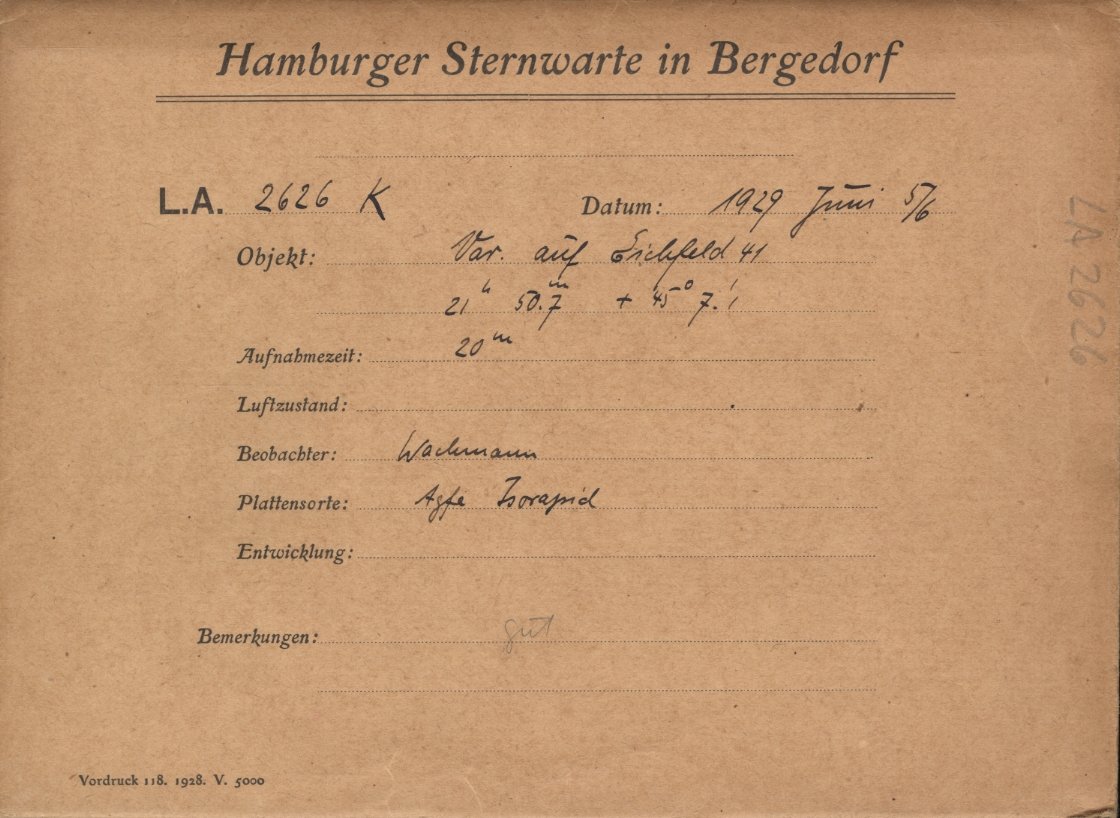 Hamburger Sternwarte in Bergedorf
L.A. 2626 K Datum: 1929 Juni 5/6
Objekt: Var. auf Eichfeld 41
21h 50.7m + 45° 7.'
Aufnahmezeit: 20m
Luftzustand:
Beobachter: Wachmann
Plattensorte: Agfa Isorapid
Entwicklung:
Bemerkungen: gut
Vordruck 118. 1928. V. 5000
LA 2626